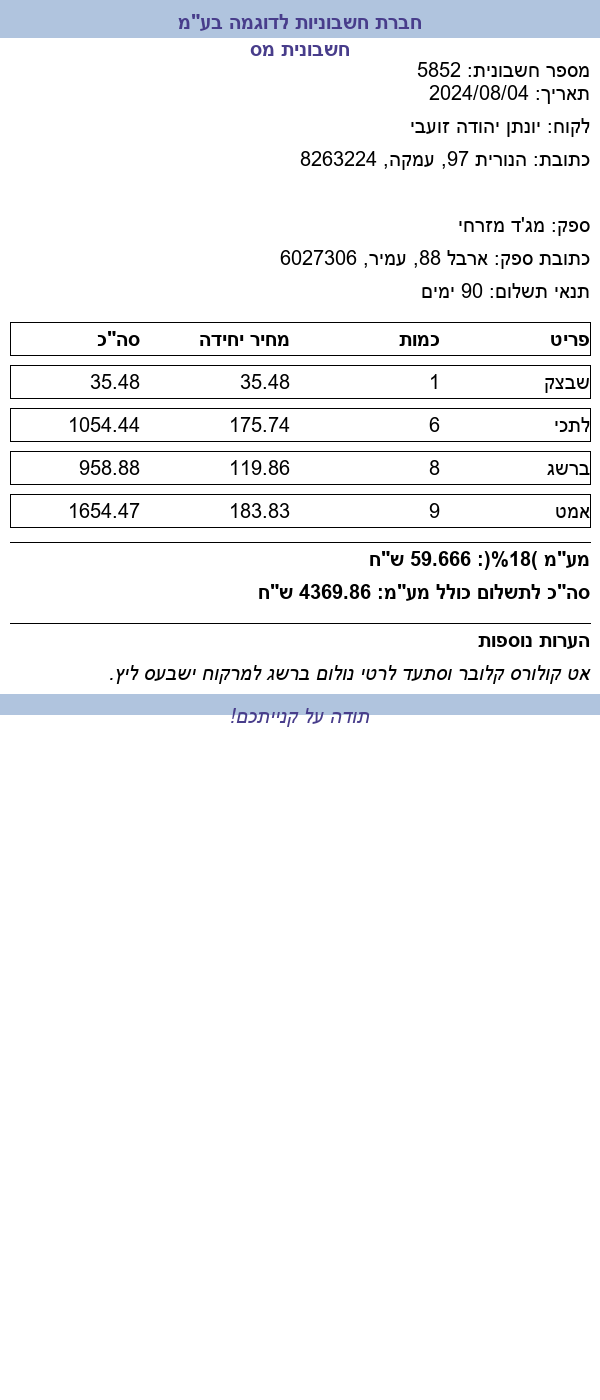 חברת חשבוניות לדוגמה בע"מ
חשבונית מס
מספר חשבונית: 5852
תאריך: 2024/08/04
לקוח: יונתן יהודה זועבי
כתובת: הנורית 97, עמקה, 8263224
ספק: מג'ד מזרחי
כתובת ספק: ארבל 88, עמיר, 6027306
תנאי תשלום: 90 ימים
פריט כמות מחיר יחידה סה"כ
שבצק 1 35.48 35.48
לתכי 6 175.74 1054.44
ברשג 8 119.86 958.88
אמט 9 183.83 1654.47
מע"מ )18%(: 59.666 ש"ח
סה"כ לתשלום כולל מע"מ: 4369.86 ש"ח
הערות נוספות
אט קולורס קלובר וסתעד לרטי נולום ברשג למרקוח ישבעס ליץ.
תודה על קנייתכם!